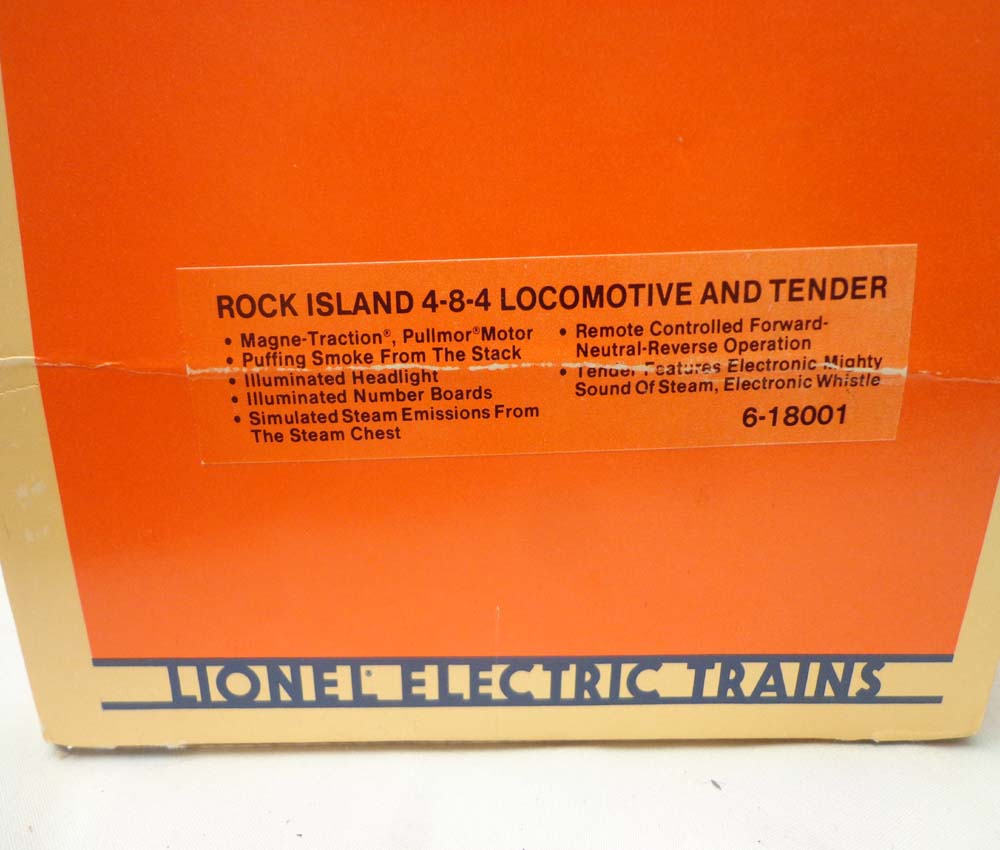 ROCK ISLAND 4-8-4 LOCOMOTIVE AND TENDER
• Magne-Traction®, Pullmor® Motor
• Puffing Smoke From The Stack
• Illuminated Headlight
• Illuminated Number Boards
• Simulated Steam Emissions From
The Steam Chest
• Remote Controlled Forward-
Neutral-Reverse Operation
• Tender Features Electronic Mighty
Sound Of Steam, Electronic Whistle
6-18001
LIONEL® ELECTRIC TRAINS